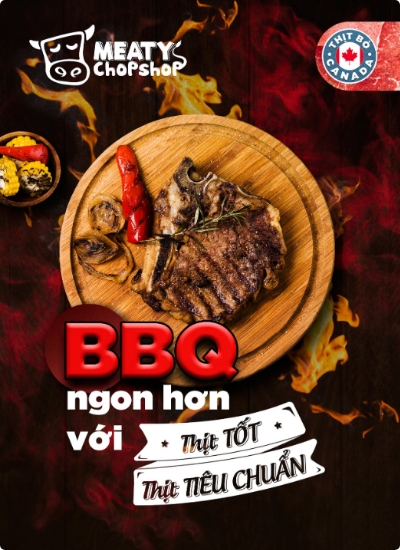 MEATY
CHOPSHOP
THỊT BÒ
CANADA
BBQ
ngon hơn
với
Thịt TỐT
Thịt TIÊU CHUẨN